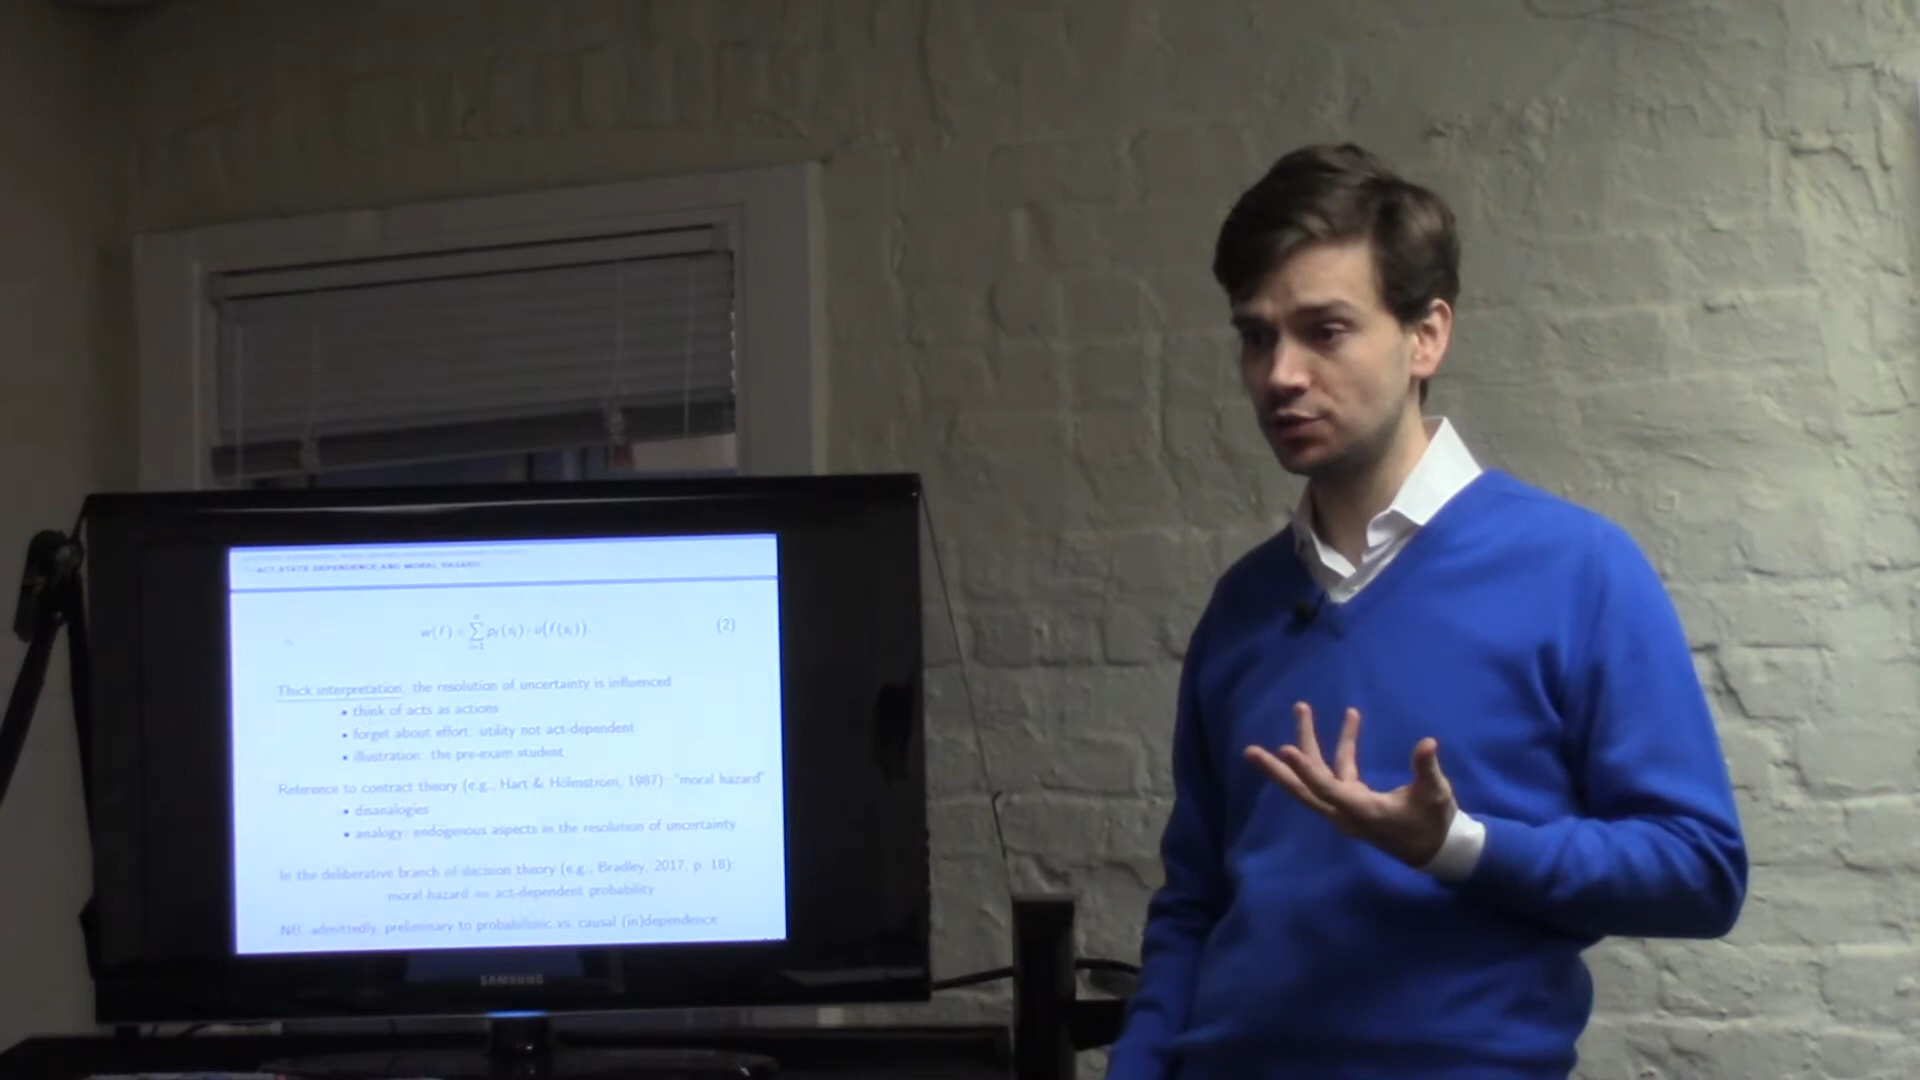 ACT-STATE DEPENDENCE AND MORAL HAZARD
w(f) = ∑ᵢ₌₁ⁿ p_f(sᵢ) · u(f(sᵢ)) (2)
Thick interpretation: the resolution of uncertainty is influenced
▪ think of acts as actions
▪ forget about effort: utility not act-dependent
▪ illustration: the pre-exam student
Reference to contract theory (e.g., Hart & Holmstrom, 1987): "moral hazard"
▪ disanalogies
▪ analogy: endogenous aspects in the resolution of uncertainty
In the deliberative branch of decision theory (e.g., Bradley, 2017, p. 18):
moral hazard = act-dependent probability
NB: admittedly, preliminary to probabilistic vs. causal (in)dependence
SAMSUNG